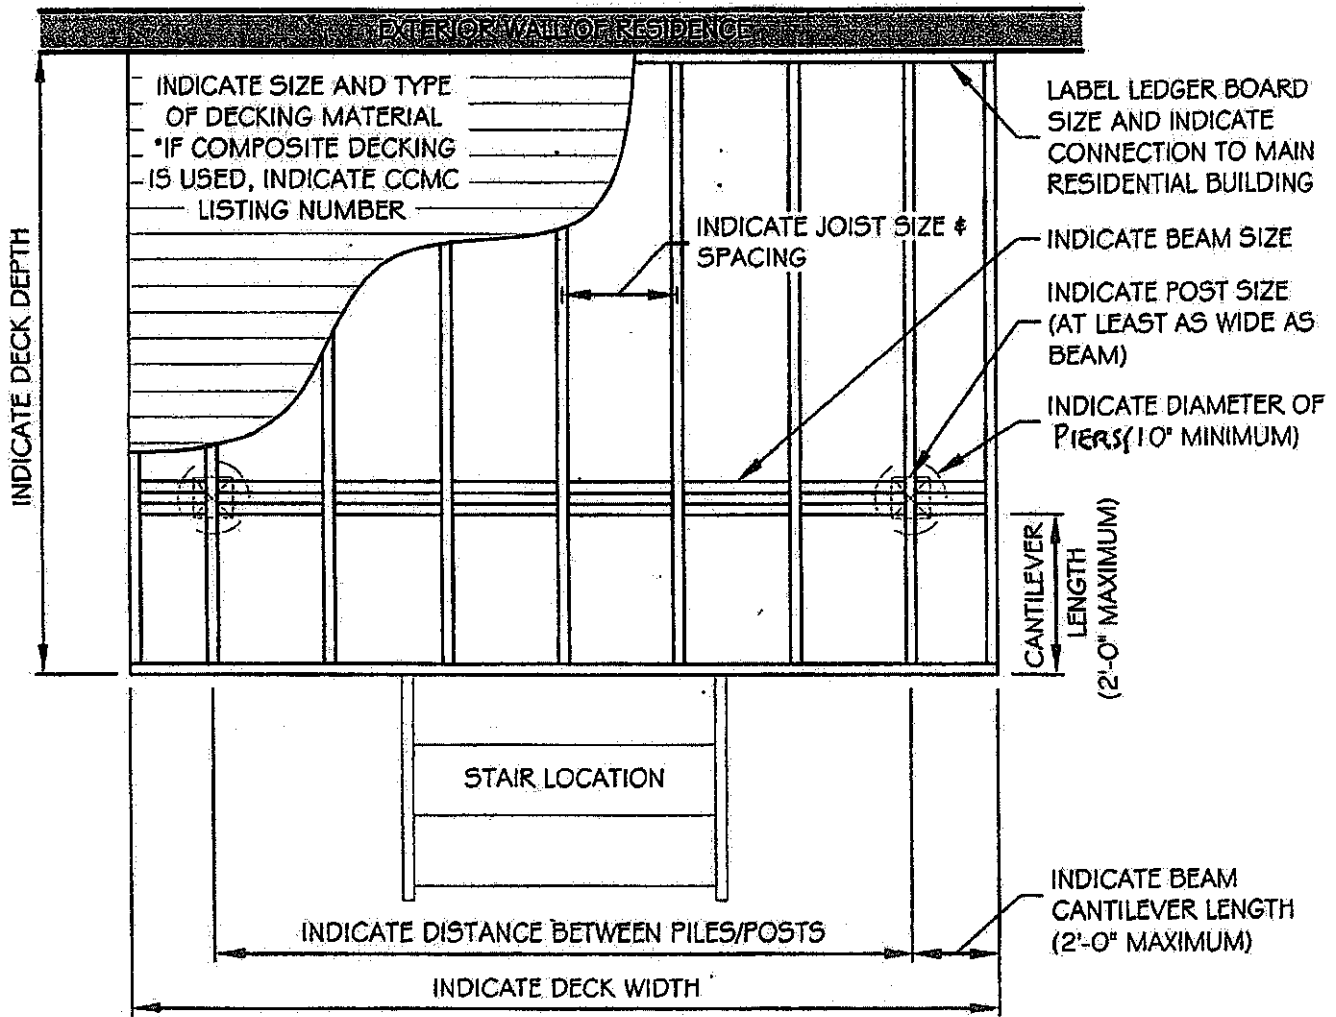 EXTERIOR WALL OF RESIDENCE
INDICATE SIZE AND TYPE
OF DECKING MATERIAL
*IF COMPOSITE DECKING
IS USED, INDICATE CCMC
LISTING NUMBER
LABEL LEDGER BOARD
SIZE AND INDICATE
CONNECTION TO MAIN
RESIDENTIAL BUILDING
INDICATE JOIST SIZE &
SPACING
INDICATE BEAM SIZE
INDICATE POST SIZE
(AT LEAST AS WIDE AS
BEAM)
INDICATE DIAMETER OF
PIERS(10" MINIMUM)
INDICATE DECK DEPTH
CANTILEVER
LENGTH
(2'-0" MAXIMUM)
STAIR LOCATION
INDICATE BEAM
CANTILEVER LENGTH
(2'-0" MAXIMUM)
INDICATE DISTANCE BETWEEN PILES/POSTS
INDICATE DECK WIDTH